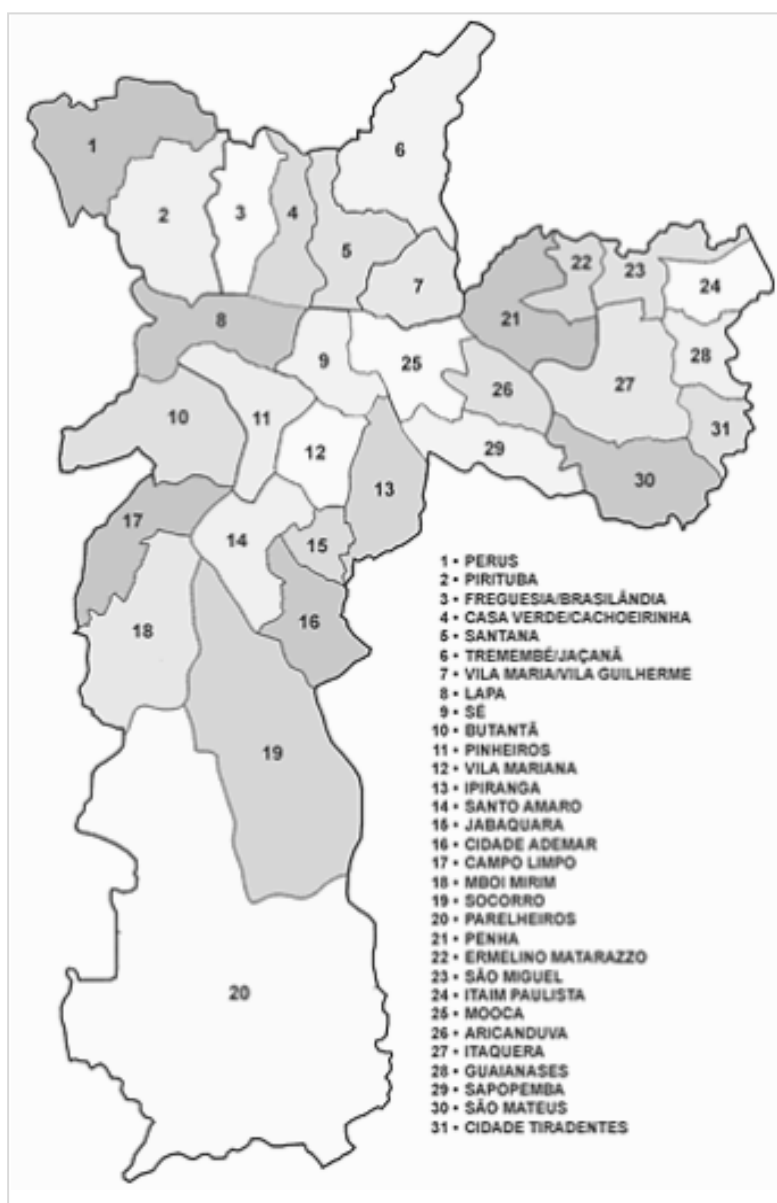 6
1
2
3
4
5
22
23
7
24
21
8
9
25
28
26
27
10
11
12
29
31
13
30
17
14
15
16
18
19
20
1 • PERUS
2 • PIRITUBA
3 • FREGUESIA/BRASILÂNDIA
4 • CASA VERDE/CACHOEIRINHA
5 • SANTANA
6 • TREMEMBÉ/JAÇANÃ
7 • VILA MARIA/VILA GUILHERME
8 • LAPA
9 • SÉ
10 • BUTANTÃ
11 • PINHEIROS
12 • VILA MARIANA
13 • IPIRANGA
14 • SANTO AMARO
15 • JABAQUARA
16 • CIDADE ADEMAR
17 • CAMPO LIMPO
18 • MBOI MIRIM
19 • SOCORRO
20 • PARELHEIROS
21 • PENHA
22 • ERMELINO MATARAZZO
23 • SÃO MIGUEL
24 • ITAIM PAULISTA
25 • MOOCA
26 • ARICANDUVA
27 • ITAQUERA
28 • GUAIANASES
29 • SAPOPEMBA
30 • SÃO MATEUS
31 • CIDADE TIRADENTES